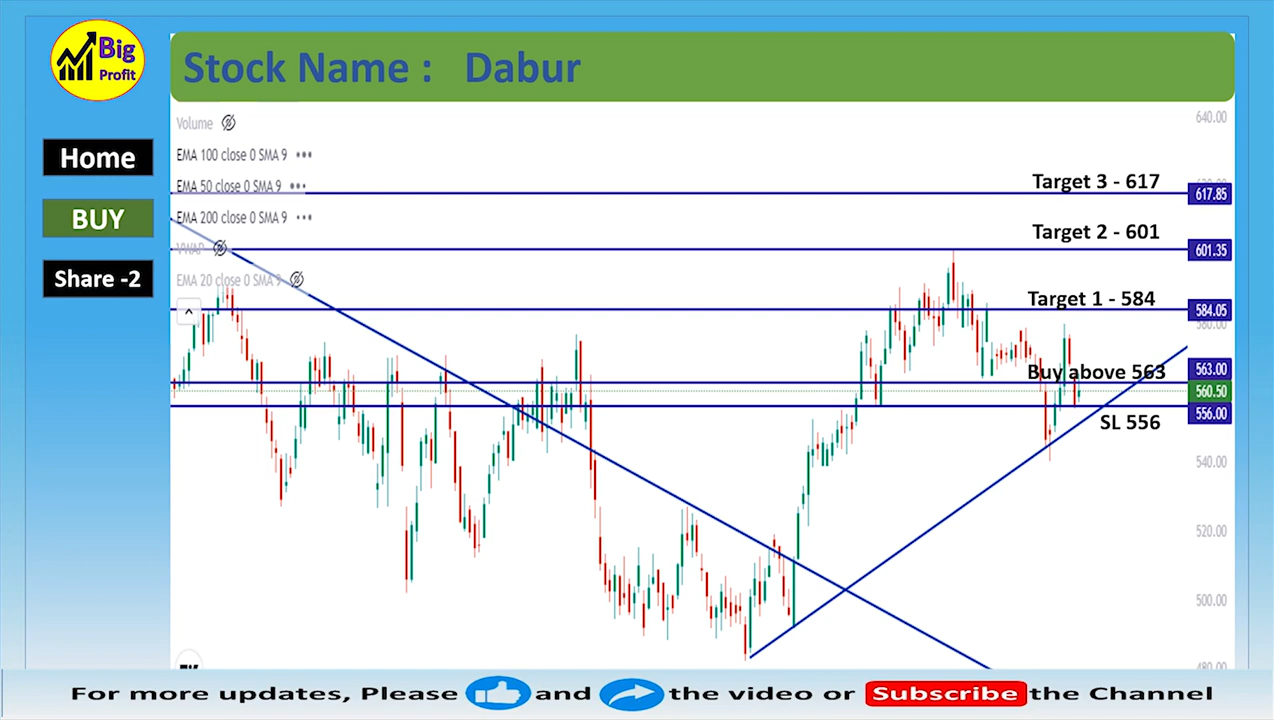 Big
Profit
Stock Name :   Dabur
Home
BUY
Share -2
Volume
EMA 100 close 0 SMA 9
EMA 50 close 0 SMA 9
EMA 200 close 0 SMA 9
VWAP
EMA 20 close 0 SMA 9
Target 3 - 617
Target 2 - 601
Target 1 - 584
Buy above 563
SL 556
640.00
617.85
601.35
584.05
580.00
563.00
560.50
556.00
540.00
520.00
500.00
480.00
For more updates, Please and the video or Subscribe the Channel